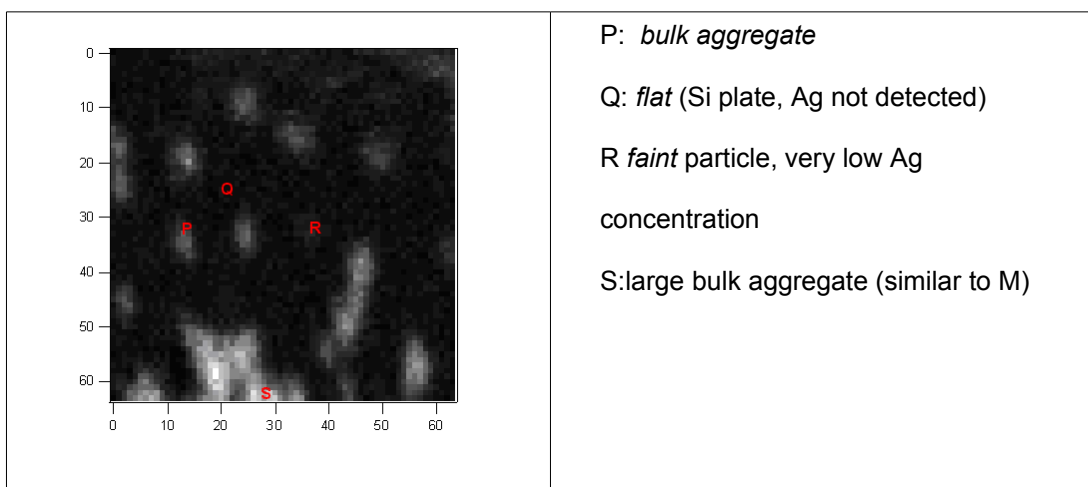 P: bulk aggregate
Q: flat (Si plate, Ag not detected)
R faint particle, very low Ag
concentration
S:large bulk aggregate (similar to M)
0
10
20
30
40
50
60
Q
P
R
S
0
10
20
30
40
50
60